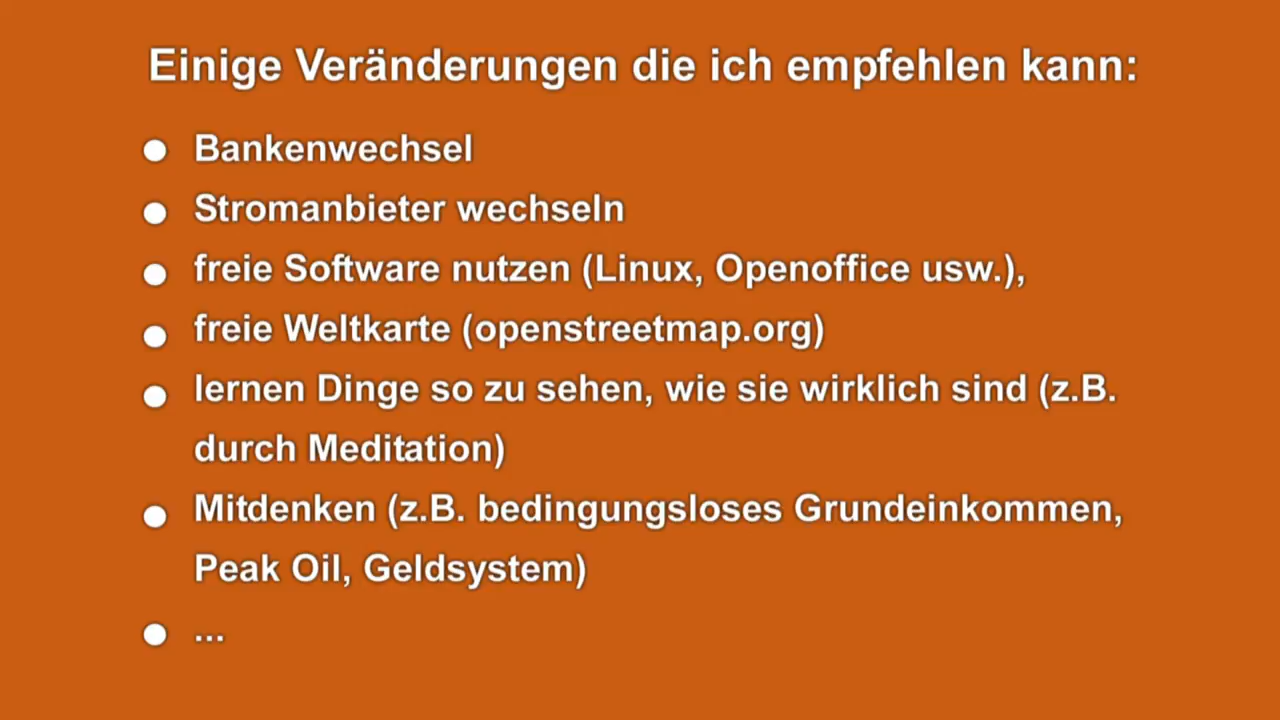 Einige Veränderungen die ich empfehlen kann:
● Bankenwechsel
● Stromanbieter wechseln
● freie Software nutzen (Linux, Openoffice usw.),
● freie Weltkarte (openstreetmap.org)
● lernen Dinge so zu sehen, wie sie wirklich sind (z.B.
durch Meditation)
● Mitdenken (z.B. bedingungsloses Grundeinkommen,
Peak Oil, Geldsystem)
● ...